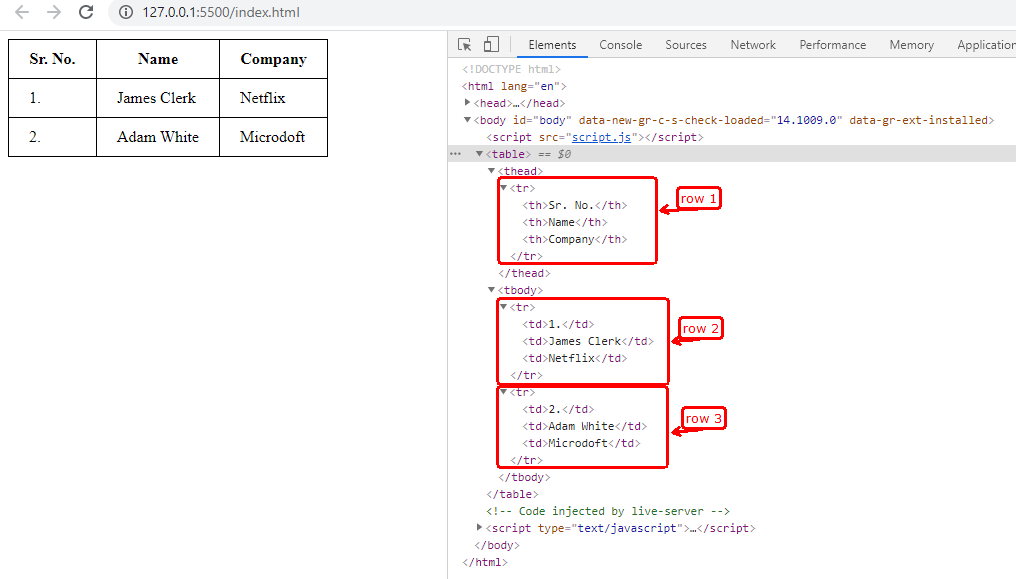 127.0.0.1:5500/index.html
Sr. No. Name Company
1. James Clerk Netflix
2. Adam White Microdoft
Elements Console Sources Network Performance Memory Application
<!DOCTYPE html>
<html lang="en">
<head>…</head>
<body id="body" data-new-gr-c-s-check-loaded="14.1009.0" data-gr-ext-installed>
<script src="script.js"></script>
<table> == $0
<thead>
<tr>
row 1
<th>Sr. No.</th>
<th>Name</th>
<th>Company</th>
</tr>
</thead>
<tbody>
<tr>
<td>1.</td>
row 2
<td>James Clerk</td>
<td>Netflix</td>
</tr>
<tr>
<td>2.</td>
row 3
<td>Adam White</td>
<td>Microdoft</td>
</tr>
</tbody>
</table>
<!-- Code injected by live-server -->
<script type="text/javascript">…</script>
</body>
</html>